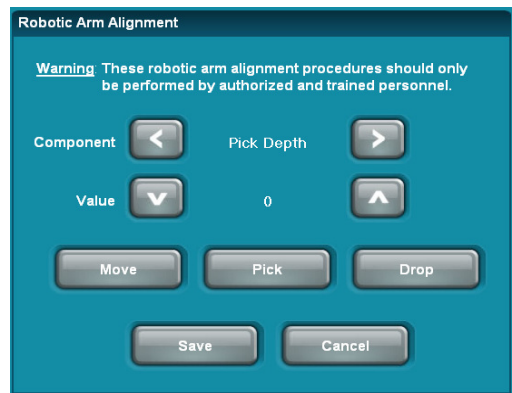 Robotic Arm Alignment
Warning: These robotic arm alignment procedures should only
be performed by authorized and trained personnel.
Component < Pick Depth >
Value v 0 ʌ
Move Pick Drop
Save Cancel